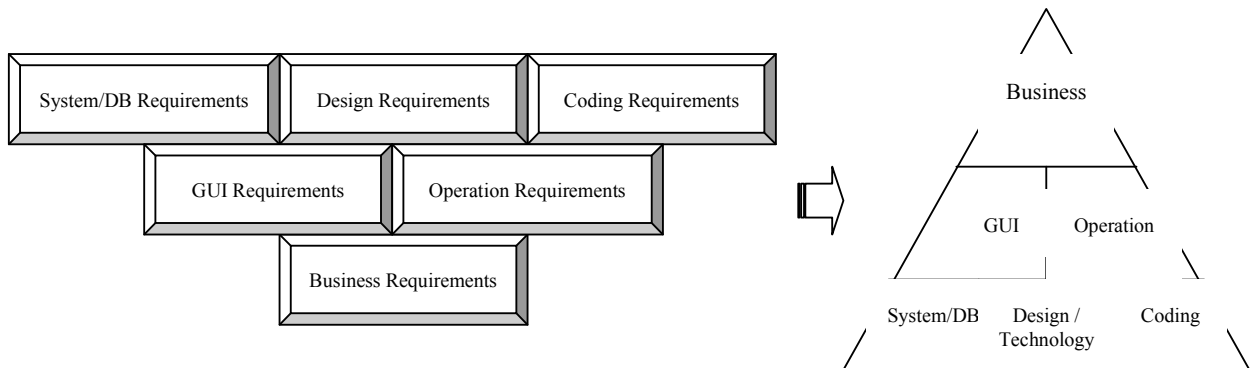 System/DB Requirements
Design Requirements
Coding Requirements
GUI Requirements
Operation Requirements
Business Requirements
Business
GUI
Operation
System/DB
Design /
Technology
Coding